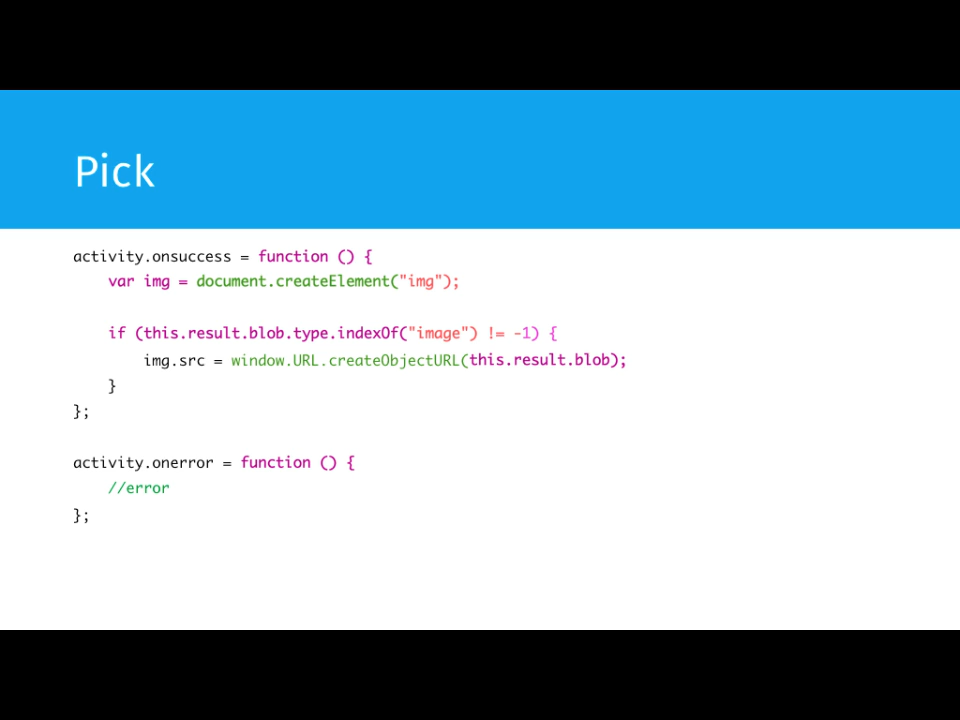 Pick
activity.onsuccess = function () {
    var img = document.createElement("img");
    if (this.result.blob.type.indexOf("image") != -1) {
        img.src = window.URL.createObjectURL(this.result.blob);
    }
};
activity.onerror = function () {
    //error
};